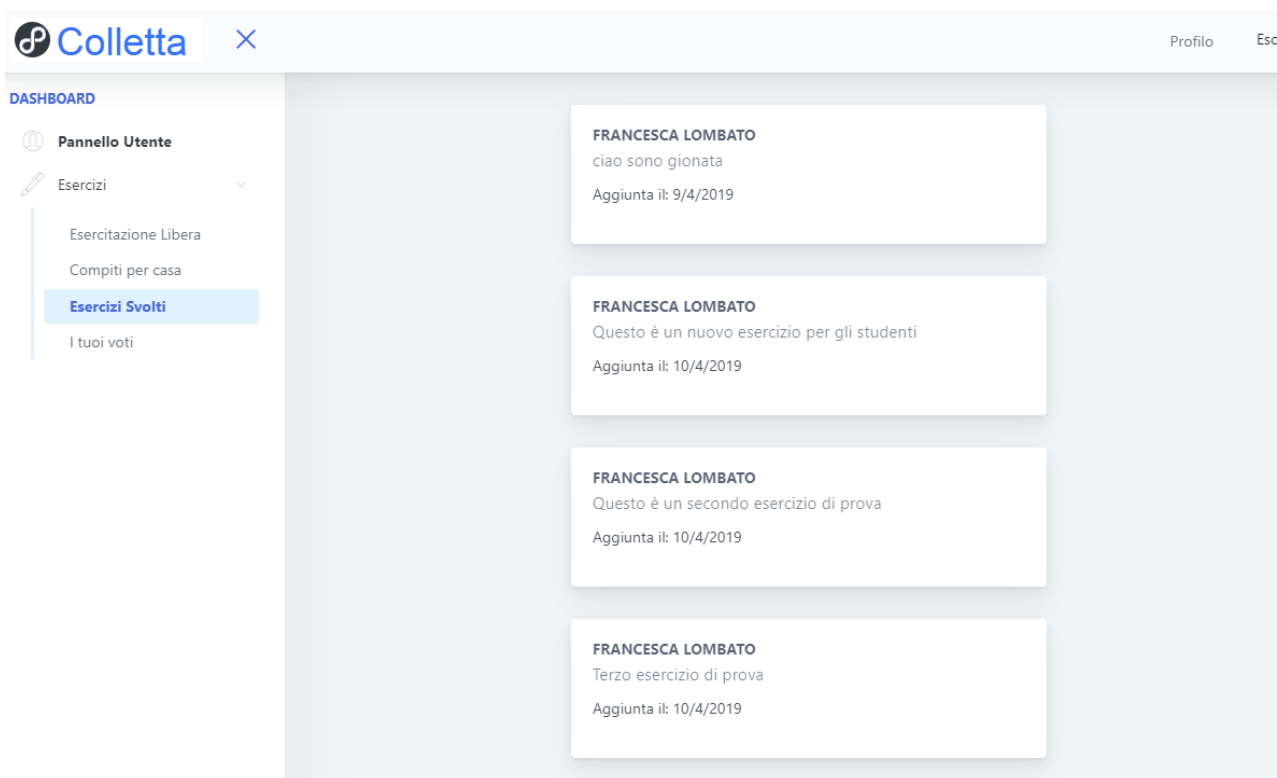 Colletta
Profilo
Esc
DASHBOARD
Pannello Utente
Esercizi
Esercitazione Libera
Compiti per casa
Esercizi Svolti
I tuoi voti
FRANCESCA LOMBATO
ciao sono gionata
Aggiunta il: 9/4/2019
FRANCESCA LOMBATO
Questo è un nuovo esercizio per gli studenti
Aggiunta il: 10/4/2019
FRANCESCA LOMBATO
Questo è un secondo esercizio di prova
Aggiunta il: 10/4/2019
FRANCESCA LOMBATO
Terzo esercizio di prova
Aggiunta il: 10/4/2019